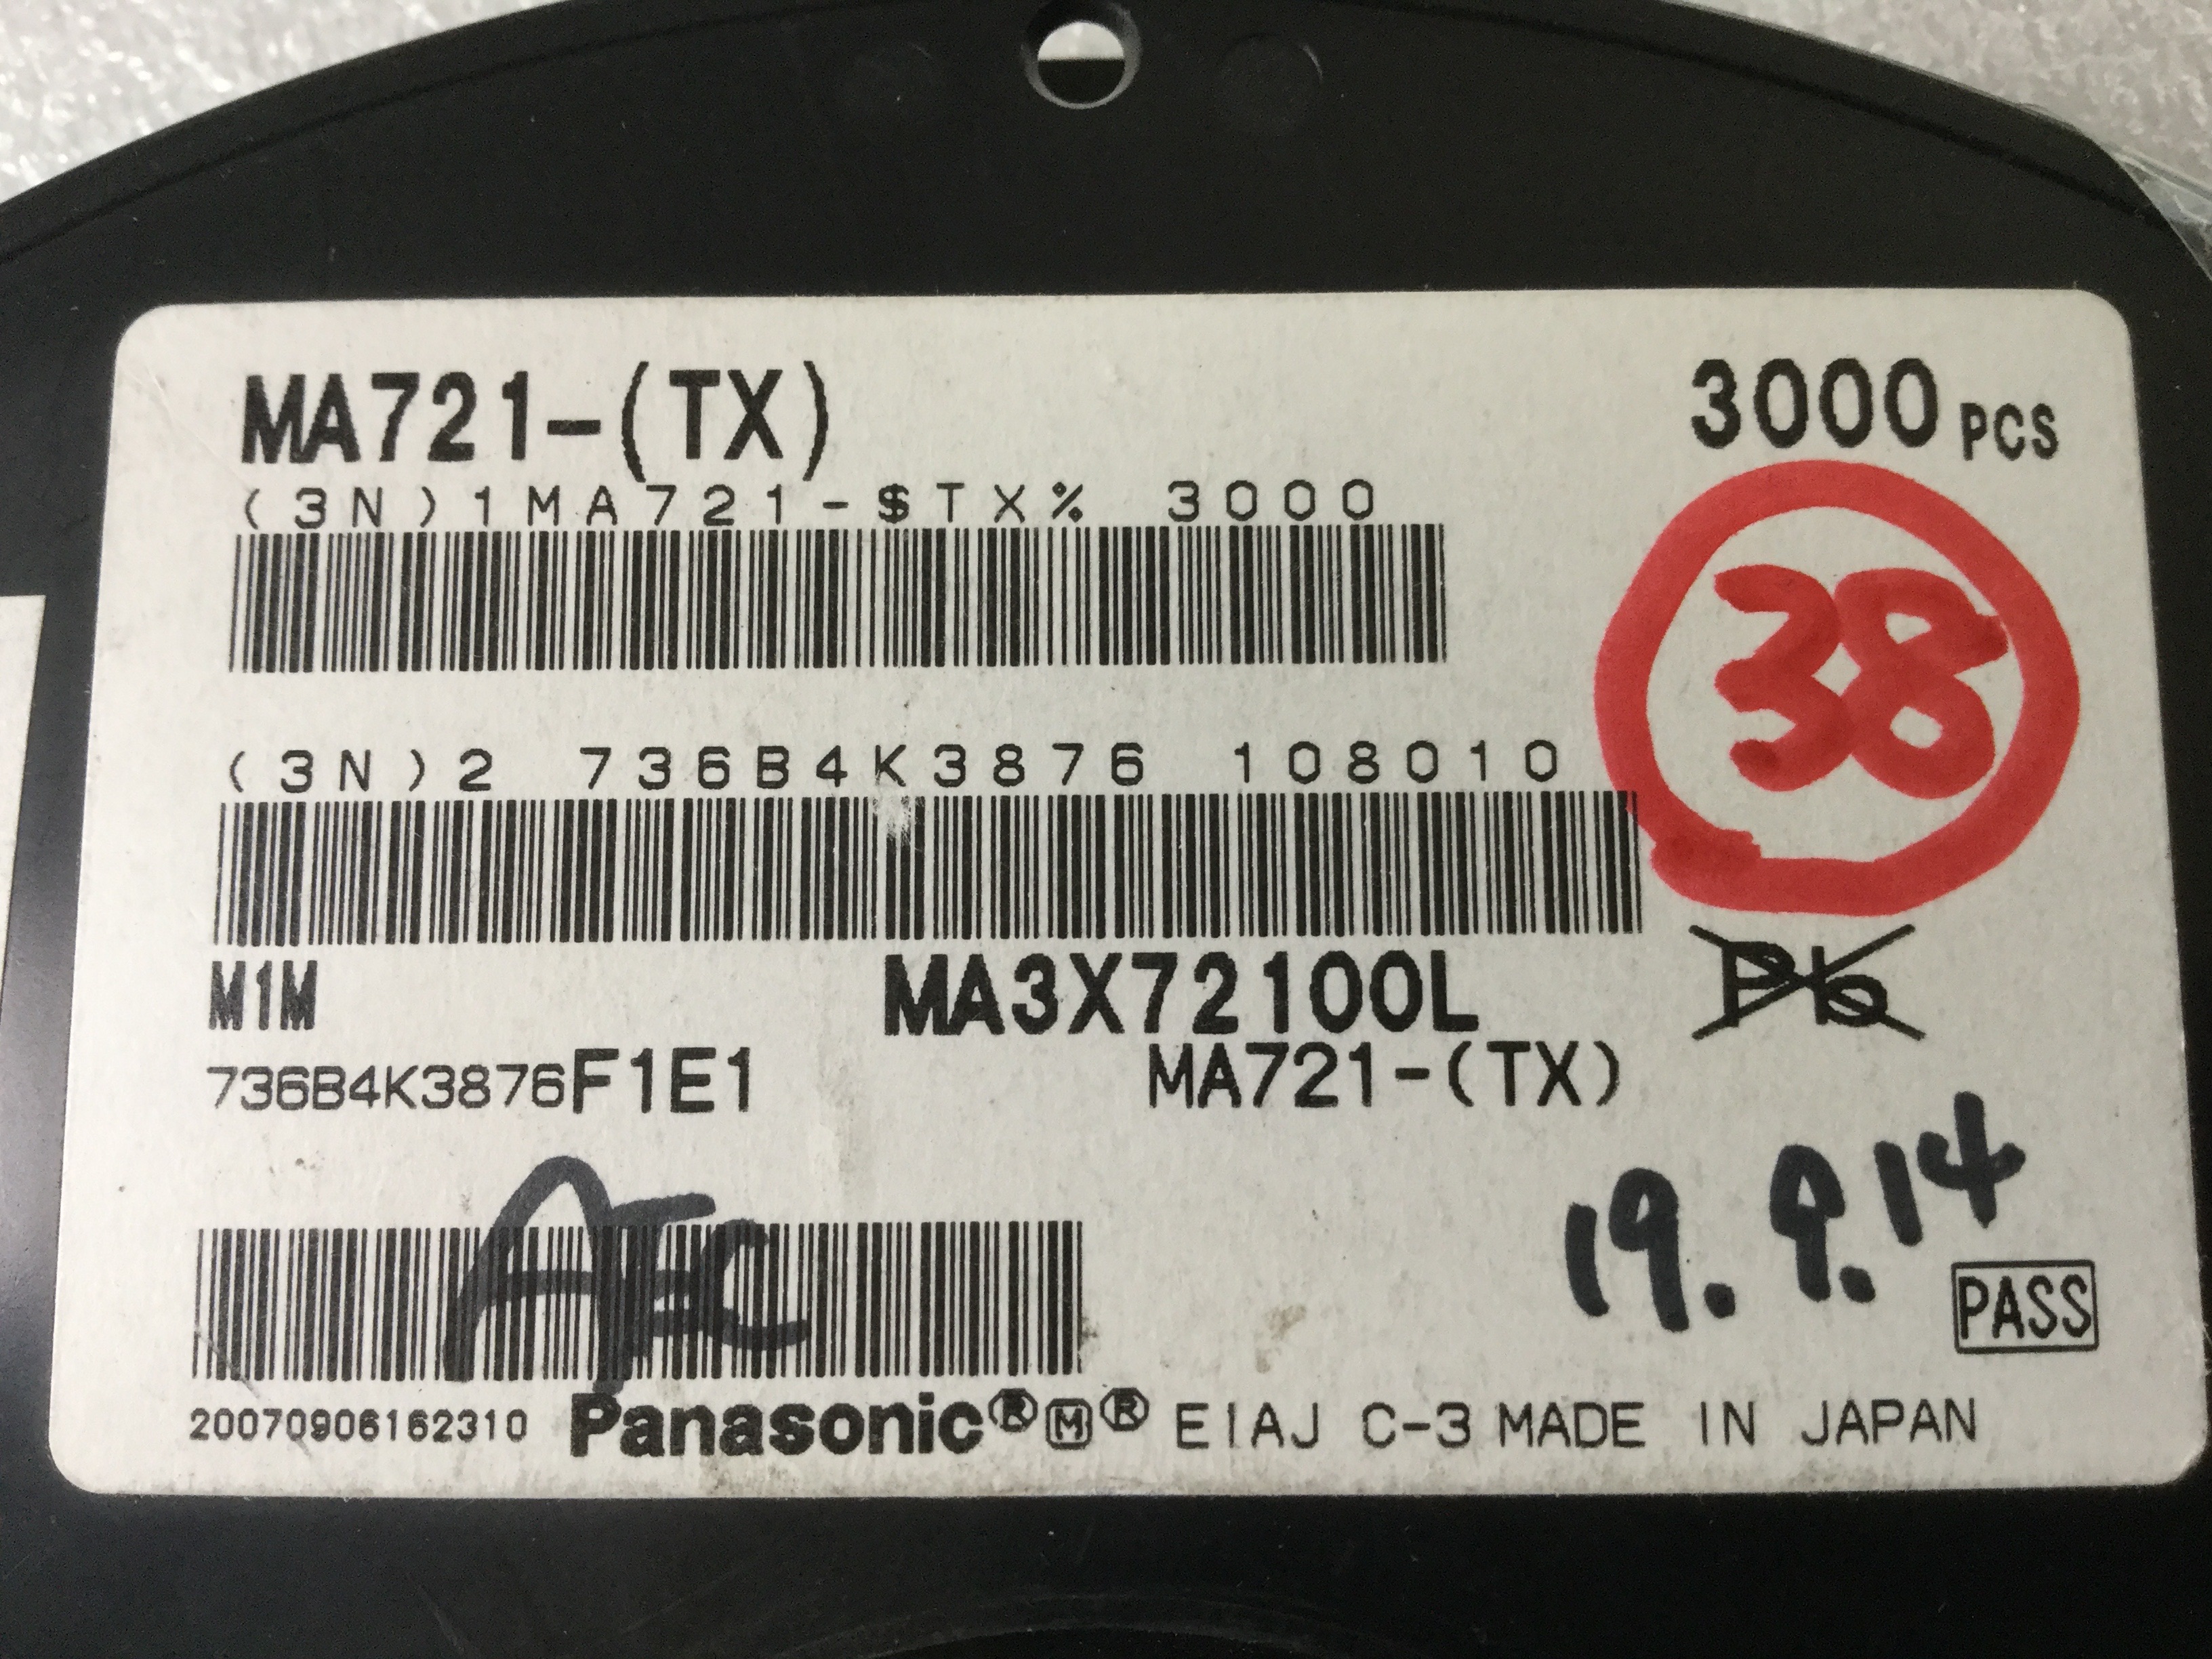 MA721-(TX) 3000 PCS
(3N)1MA721-$TX% 3000
38
(3N)2 736B4K3876 108010
M1M MA3X72100L Pb
736B4K3876F1E1 MA721-(TX)
19.9.14
PASS
20070906162310 Panasonic® M® EIAJ C-3 MADE IN JAPAN